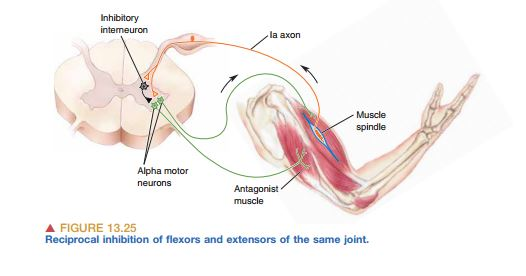 Inhibitory
interneuron
Ia axon
Muscle
spindle
Alpha motor
neurons
Antagonist
muscle
▲ FIGURE 13.25
Reciprocal inhibition of flexors and extensors of the same joint.